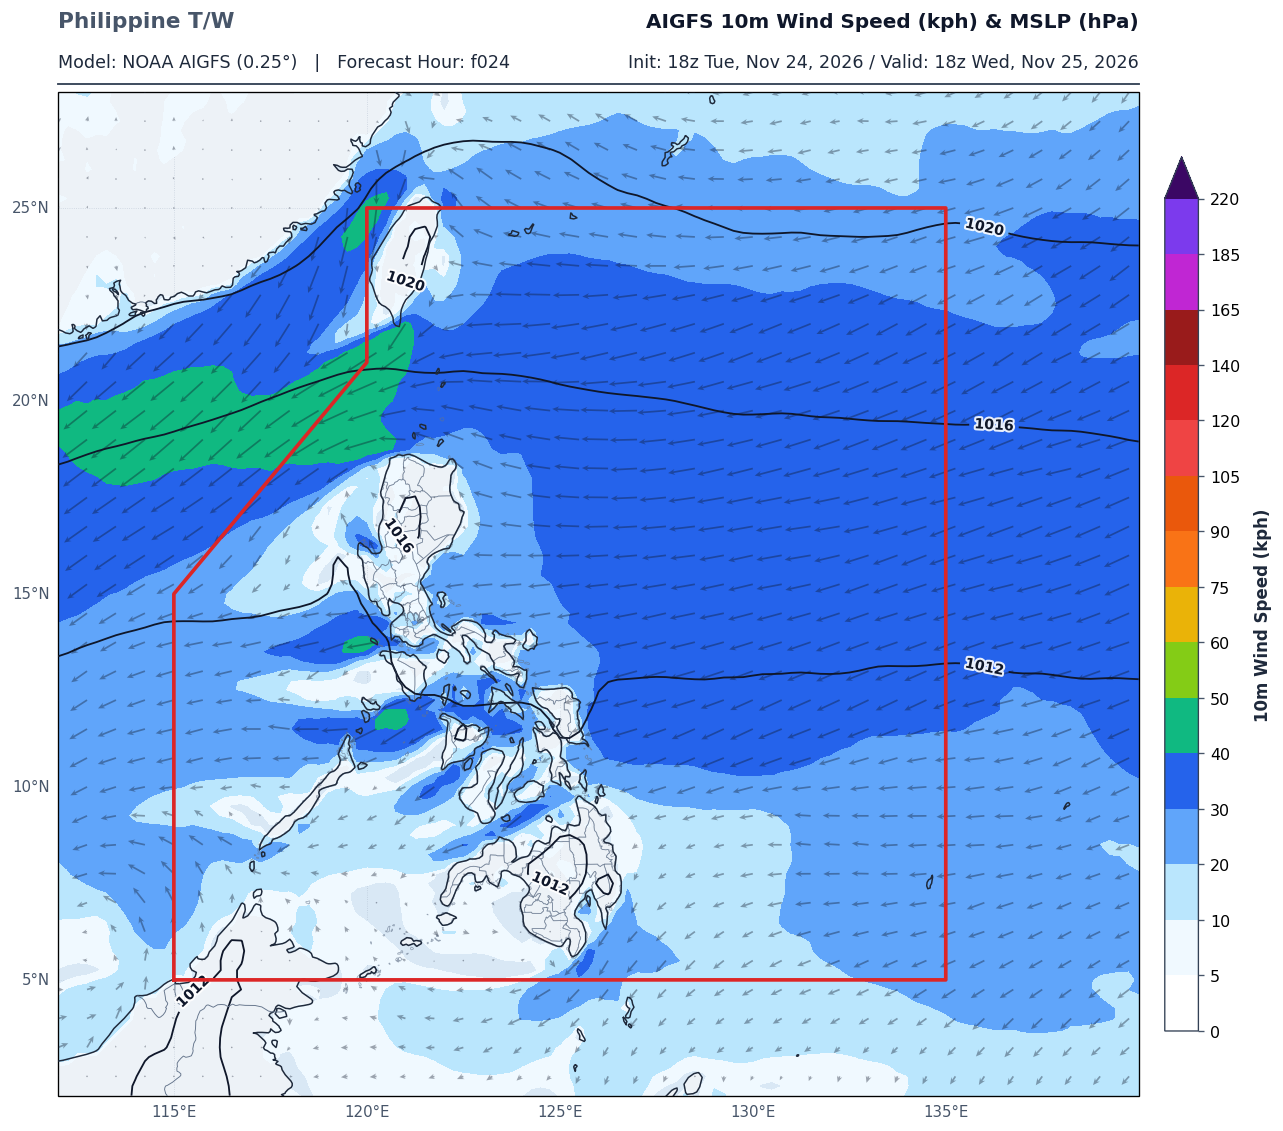 Philippine T/W
AIGFS 10m Wind Speed (kph) & MSLP (hPa)
Model: NOAA AIGFS (0.25°) | Forecast Hour: f024
Init: 18z Tue, Nov 24, 2026 / Valid: 18z Wed, Nov 25, 2026
25°N
20°N
15°N
10°N
5°N
115°E
120°E
125°E
130°E
135°E
1020
1020
1016
1016
1012
1012
1012
220
185
165
140
120
105
90
75
60
50
40
30
20
10
5
0
10m Wind Speed (kph)